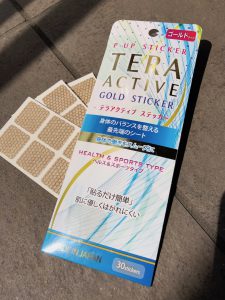 ゴールド
P-UP STICKER
TERA
ACTIVE
GOLD STICKER
テラアクティブ ステッカー
身体のバランスを整える
最先端のシート
HEALTH & SPORTS TYPE
ヘルス&スポーツタイプ
「貼るだけ簡単」
肌に優しくはがれにくい
JAPAN
30stickers